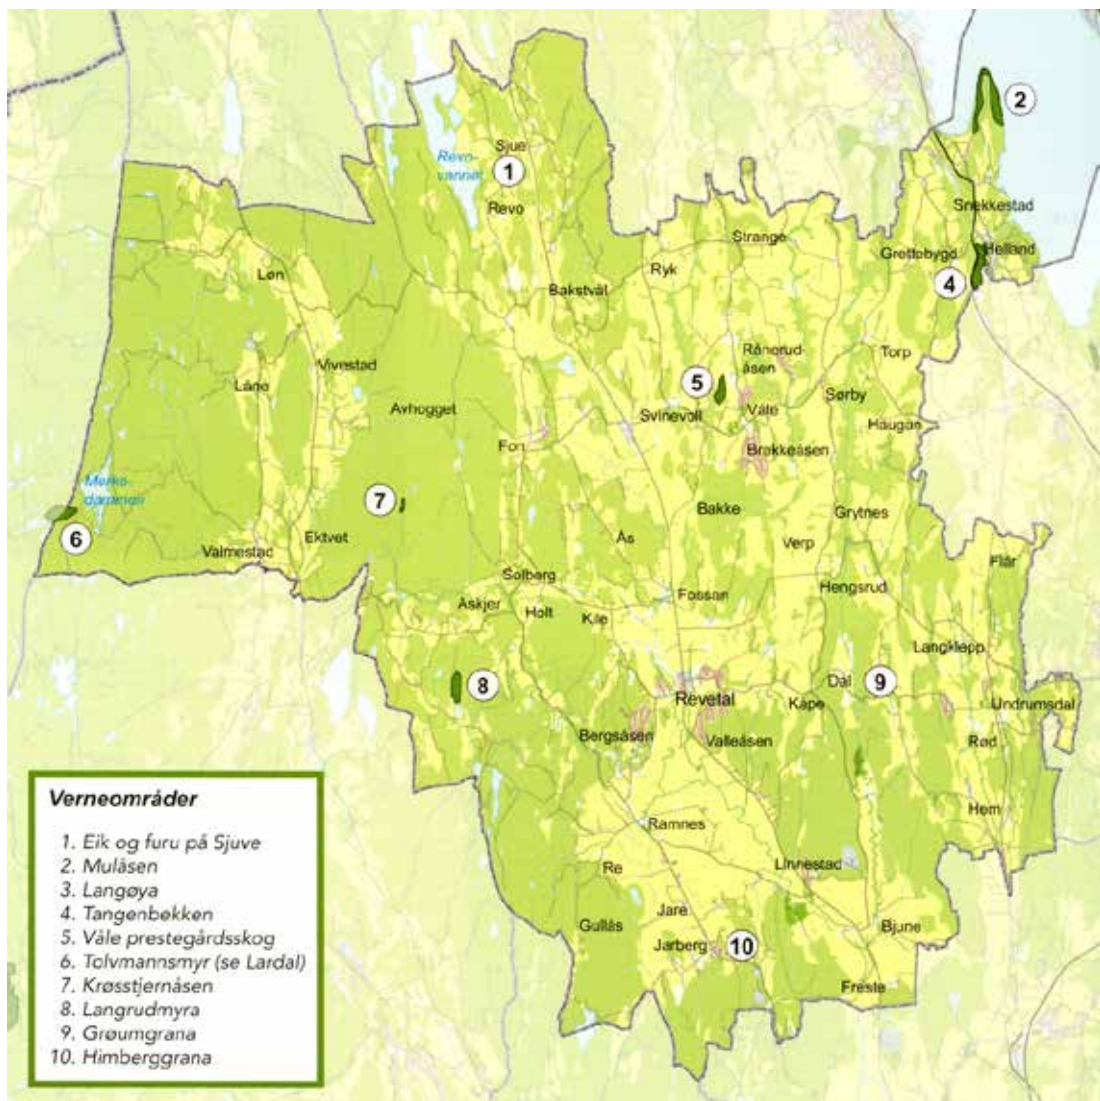 2
Sjue
Revo-
vannet
1
Revo
Snekkestad
Strange
Grettebygd
Helland
Løn
Ryk
4
Bakstvål
Rånerud-
åsen
Torp
Vivestad
5
Låne
Sørby
Avhogget
Svinevoll
Våle
Haugan
Fon
Brekkeåsen
Merke-
dammen
7
Bakke
Grytnes
6
Ås
Verp
Ektvet
Valmestad
Flår
Solberg
Hengsrud
Fossan
Askjer
Holt
Kile
Langklepp
8
Dal
9
Revetal
Kåpe
Undrumsdal
Bergsåsen
Valleåsen
Rød
Hem
Ramnes
Re
Linnestad
Jare
Gullås
Bjune
Jarberg
10
Freste
Verneområder
1. Eik og furu på Sjuve
2. Mulåsen
3. Langøya
4. Tangenbekken
5. Våle prestegårdsskog
6. Tolvmannsmyr (se Lardal)
7. Krøsstjernåsen
8. Langrudmyra
9. Grøumgrana
10. Himberggrana